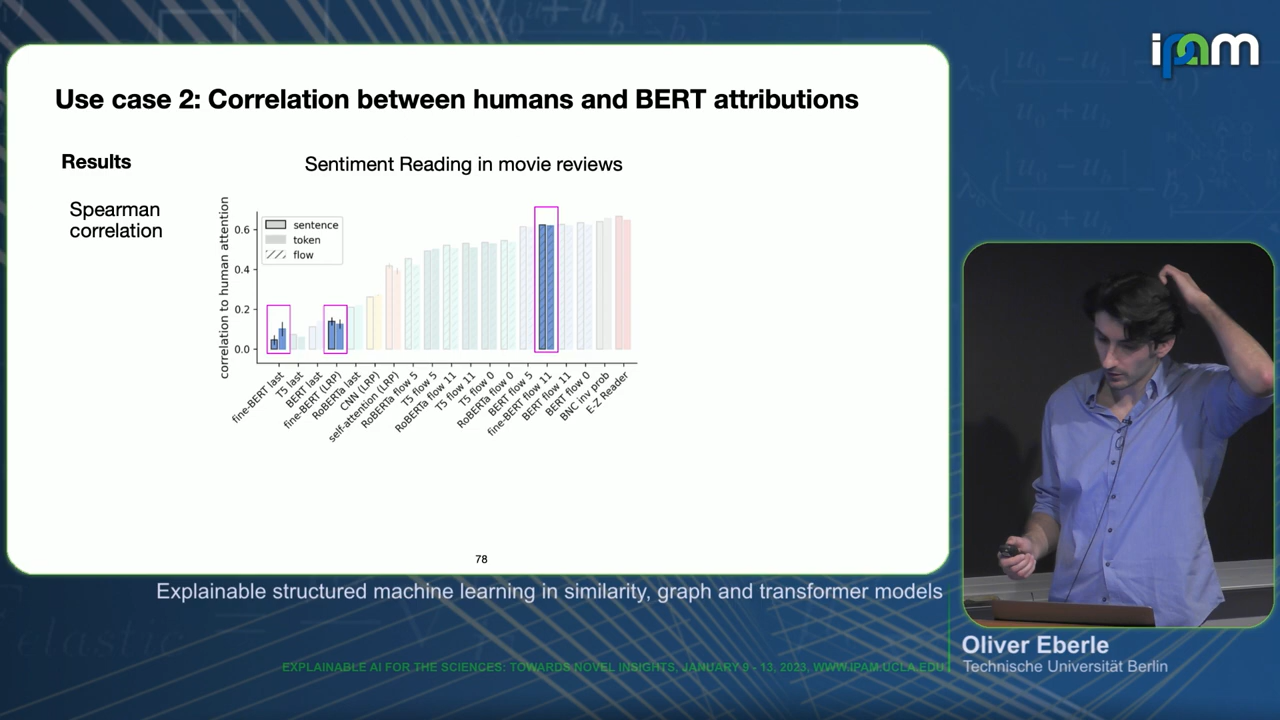 ipam
Use case 2: Correlation between humans and BERT attributions
Results
Sentiment Reading in movie reviews
Spearman
correlation
correlation to human attention
0.6
0.4
0.2
0.0
sentence
token
flow
fine-BERT last
T5 last
BERT last
fine-BERT (LRP)
RoBERTa last
CNN (LRP)
self-attention (LRP)
RoBERTa flow 5
T5 flow 5
RoBERTa flow 11
T5 flow 11
T5 flow 0
RoBERTa flow 0
BERT flow 5
fine-BERT flow 11
BERT flow 11
BERT flow 0
BNC inv prob
E-Z Reader
78
Explainable structured machine learning in similarity, graph and transformer models
Oliver Eberle
Technische Universität Berlin
EXPLAINABLE AI FOR THE SCIENCES: TOWARDS NOVEL INSIGHTS, JANUARY 9 - 13, 2023, WWW.IPAM.UCLA.EDU